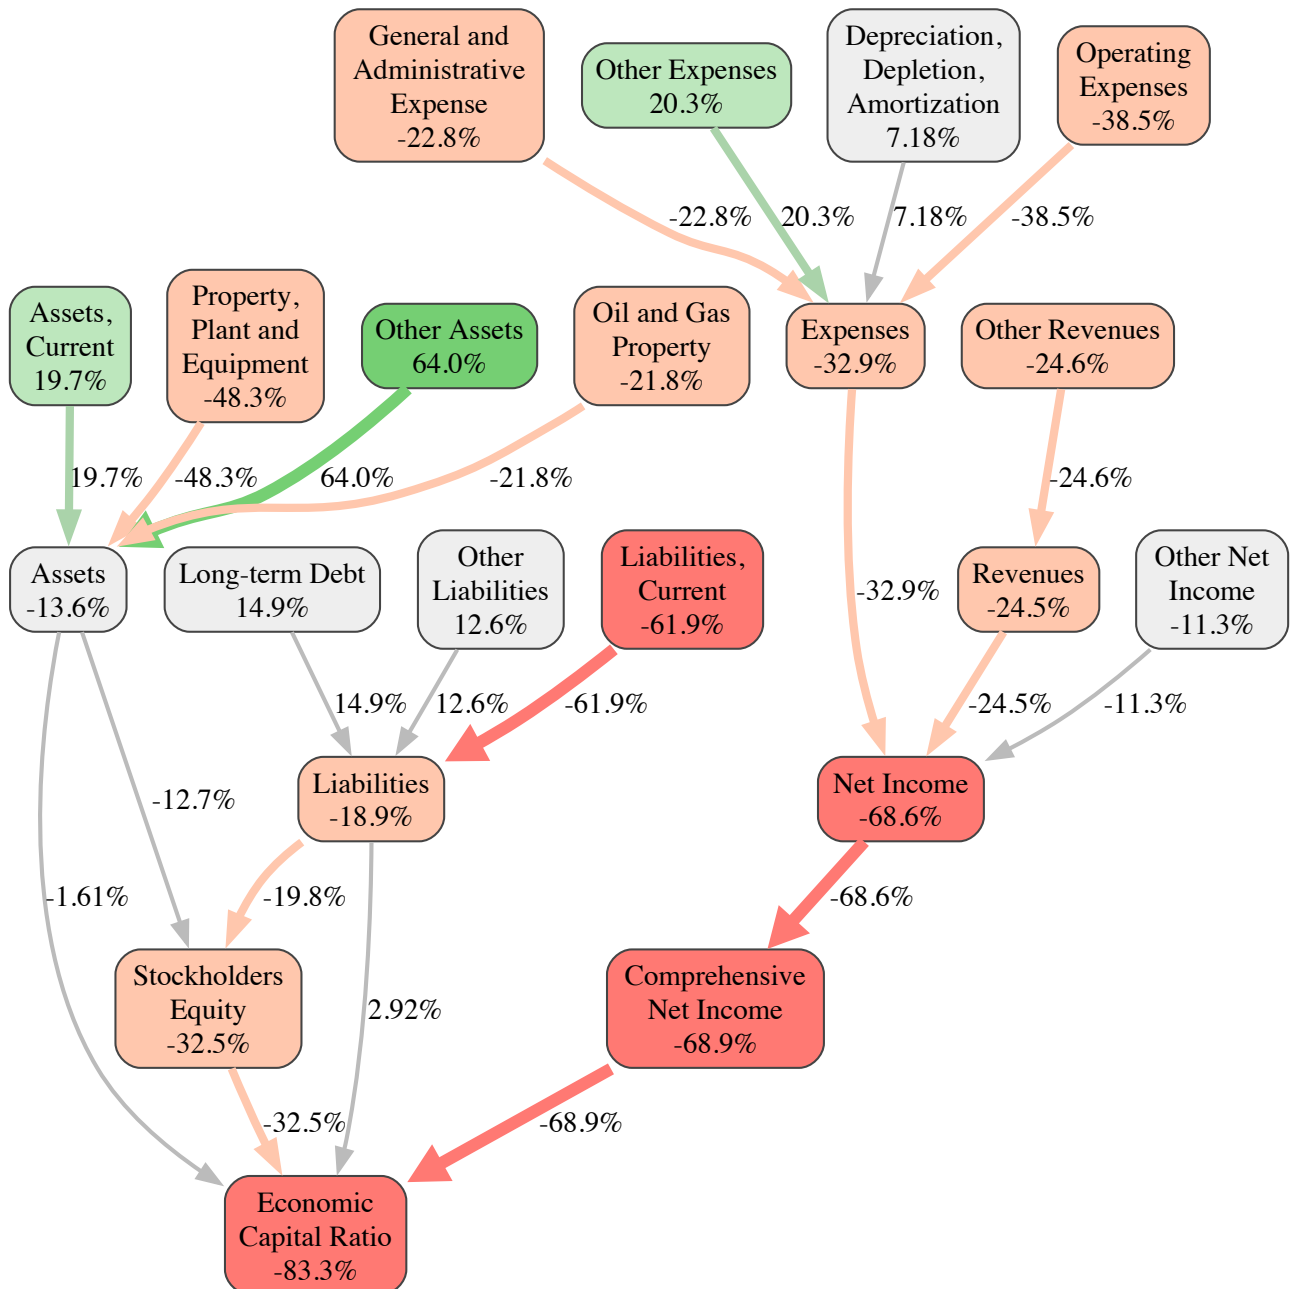 General and
Administrative
Expense
-22.8%
Other Expenses
20.3%
Depreciation,
Depletion,
Amortization
7.18%
Operating
Expenses
-38.5%
-22.8%
20.3%
7.18%
-38.5%
Assets,
Current
19.7%
Property,
Plant and
Equipment
-48.3%
Other Assets
64.0%
Oil and Gas
Property
-21.8%
Expenses
-32.9%
Other Revenues
-24.6%
19.7%
-48.3%
64.0%
-21.8%
-24.6%
Assets
-13.6%
Long-term Debt
14.9%
Other
Liabilities
12.6%
Liabilities,
Current
-61.9%
-32.9%
Revenues
-24.5%
Other Net
Income
-11.3%
14.9%
12.6%
-61.9%
-24.5%
-11.3%
-12.7%
Liabilities
-18.9%
Net Income
-68.6%
-1.61%
-19.8%
-68.6%
Stockholders
Equity
-32.5%
2.92%
Comprehensive
Net Income
-68.9%
-32.5%
-68.9%
Economic
Capital Ratio
-83.3%